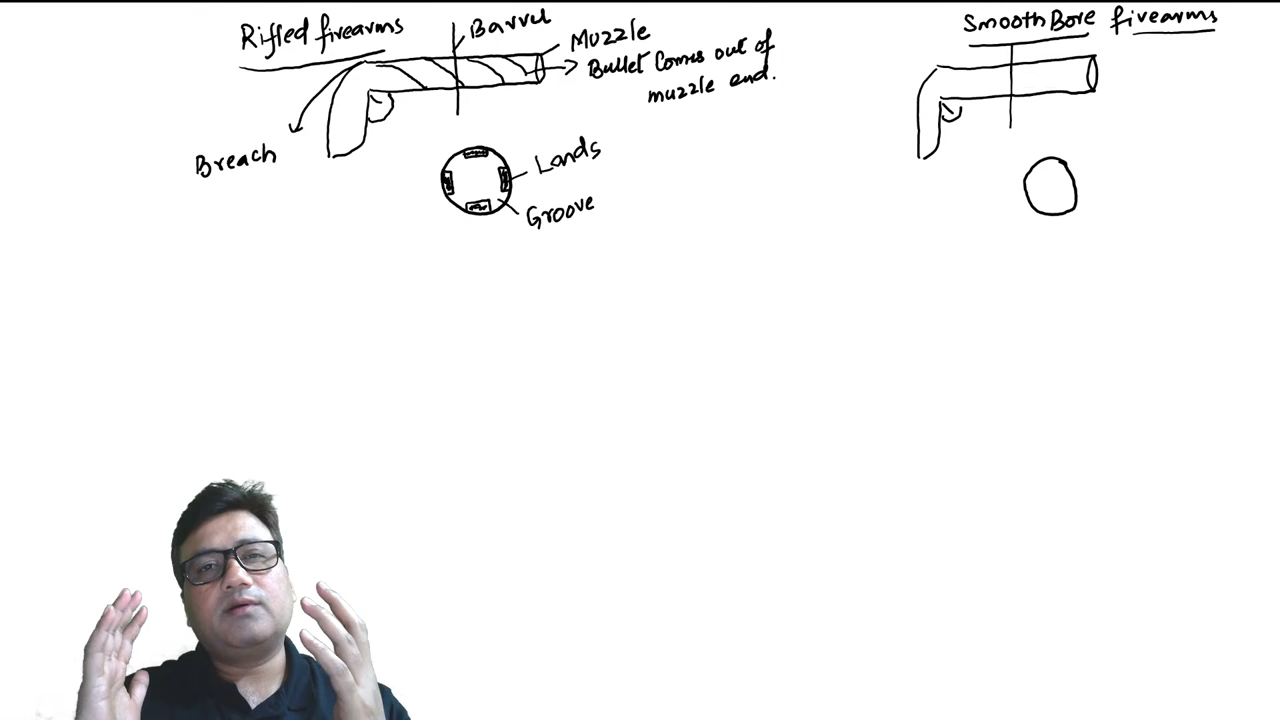 Rifled firearms
Barrel
Muzzle
Bullet Comes out of
muzzle end.
Breach
Lands
Groove
Smooth Bore firearms